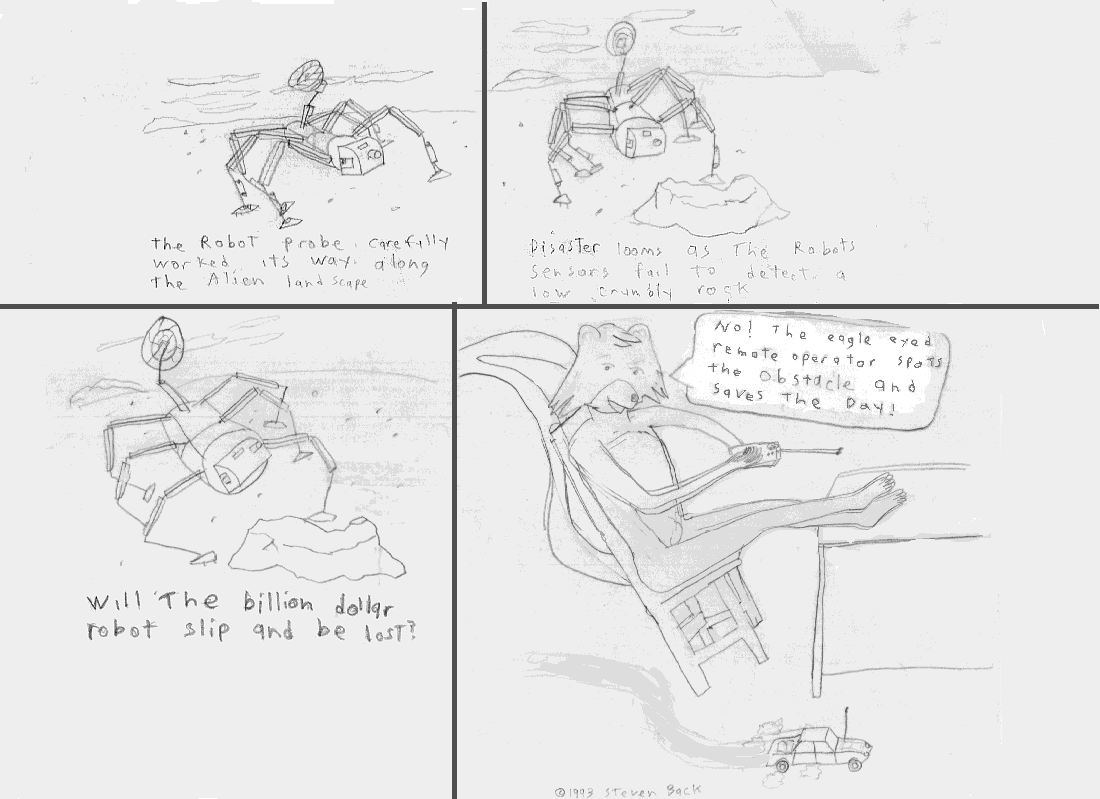 the Robot probe carefully
worked its way along
the Alien landscape
Disaster looms as The Robots
Sensors fail to detect a
low crumbly rock
Will The billion dollar
robot slip and be lost?
No! The eagle eyed
remote operator spots
the obstacle and
saves The Day!
©1993 Steven Back